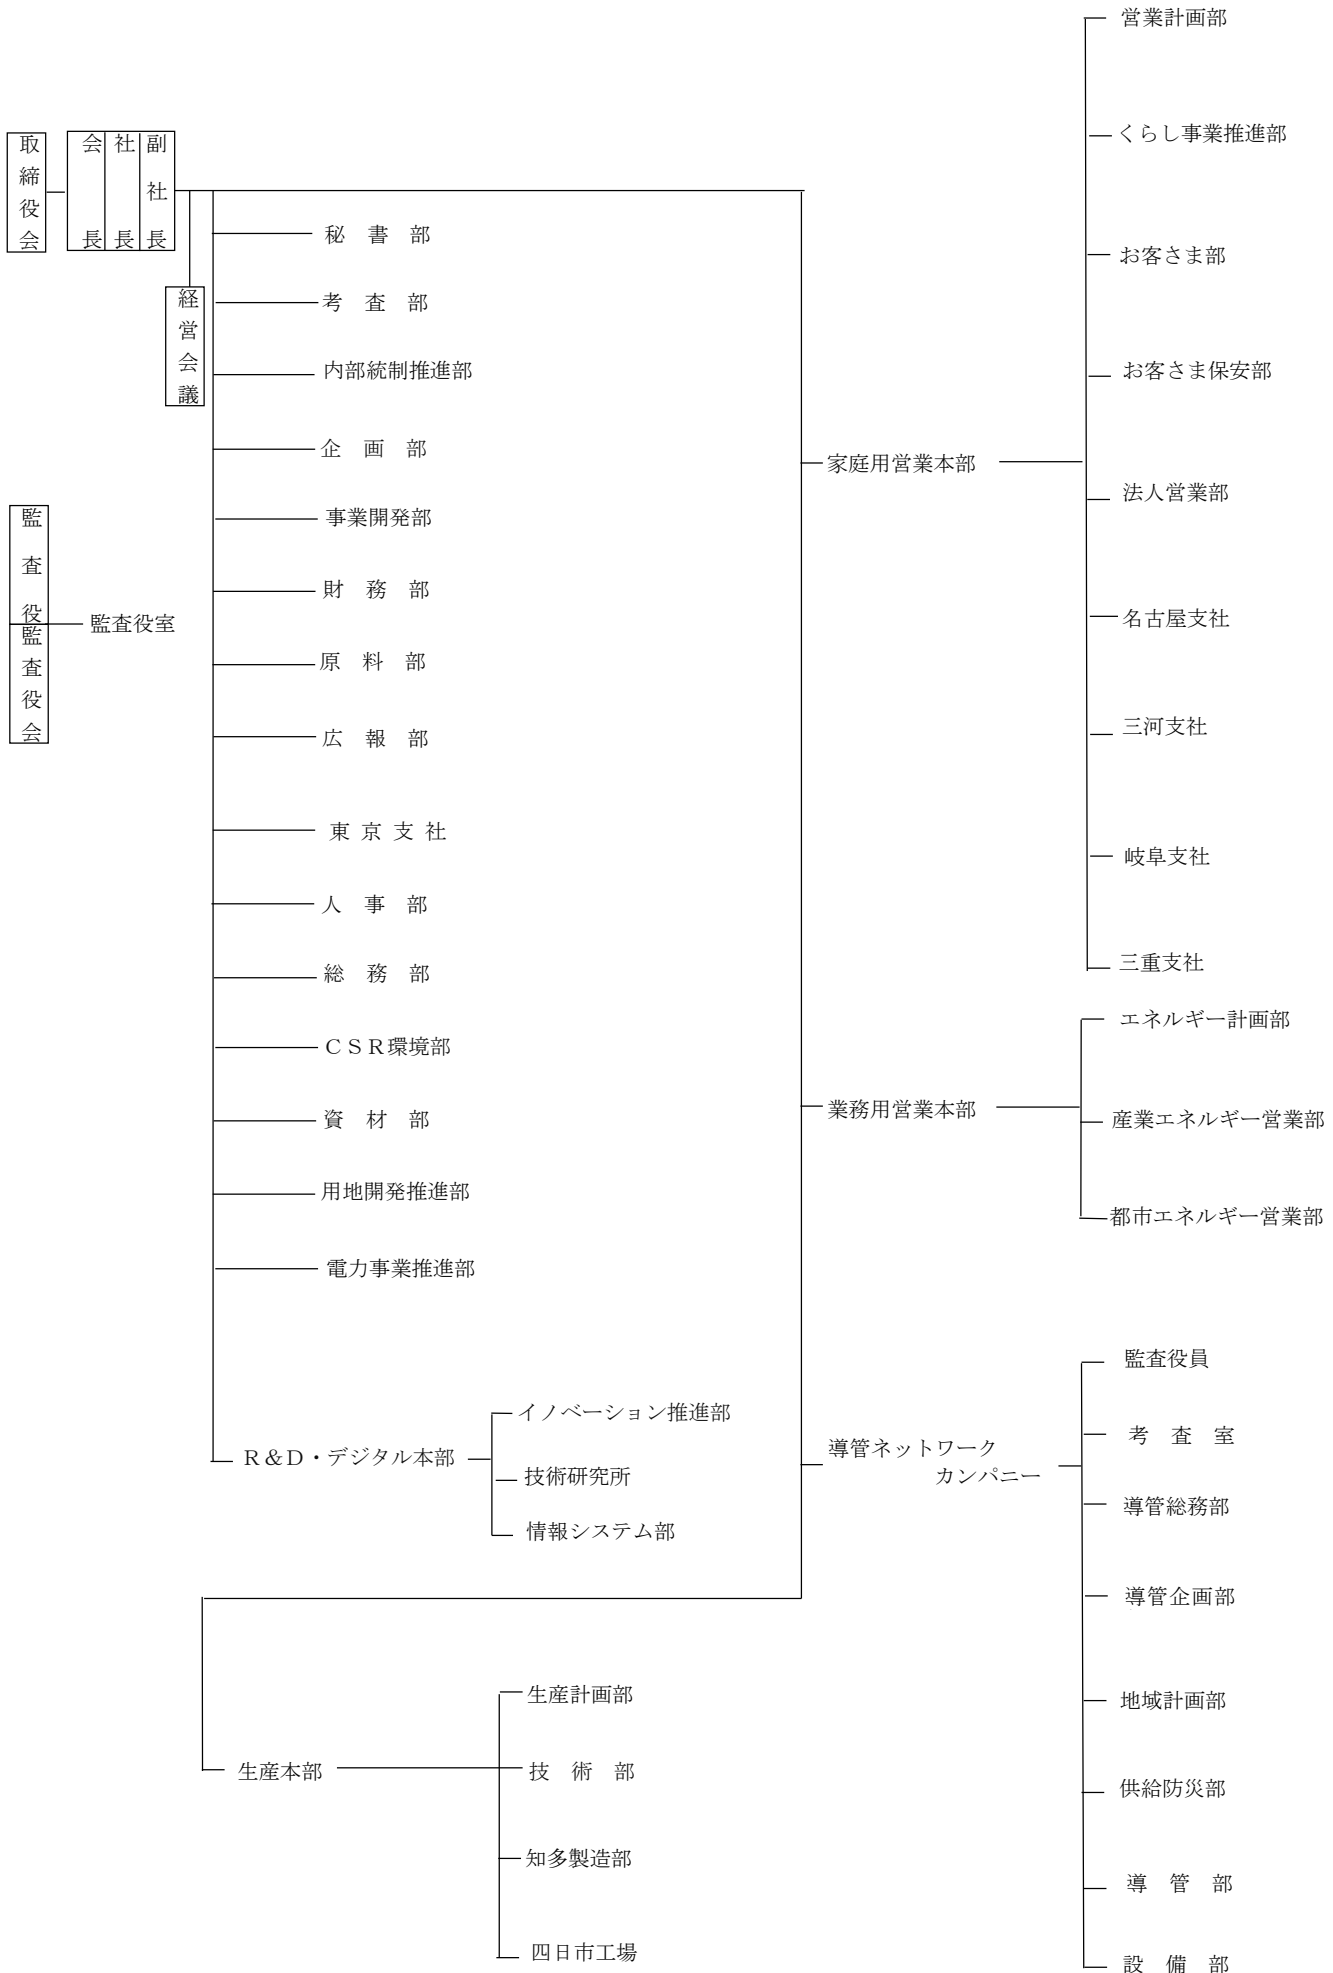 取締役会
会長
社長
副社長
経営会議
監査役
監査役会
監査役室
秘書部
考査部
内部統制推進部
企画部
事業開発部
財務部
原料部
広報部
東京支社
人事部
総務部
ＣＳＲ環境部
資材部
用地開発推進部
電力事業推進部
Ｒ＆Ｄ・デジタル本部
イノベーション推進部
技術研究所
情報システム部
生産本部
生産計画部
技術部
知多製造部
四日市工場
家庭用営業本部
営業計画部
くらし事業推進部
お客さま部
お客さま保安部
法人営業部
名古屋支社
三河支社
岐阜支社
三重支社
業務用営業本部
エネルギー計画部
産業エネルギー営業部
都市エネルギー営業部
導管ネットワーク
カンパニー
監査役員
考査室
導管総務部
導管企画部
地域計画部
供給防災部
導管部
設備部